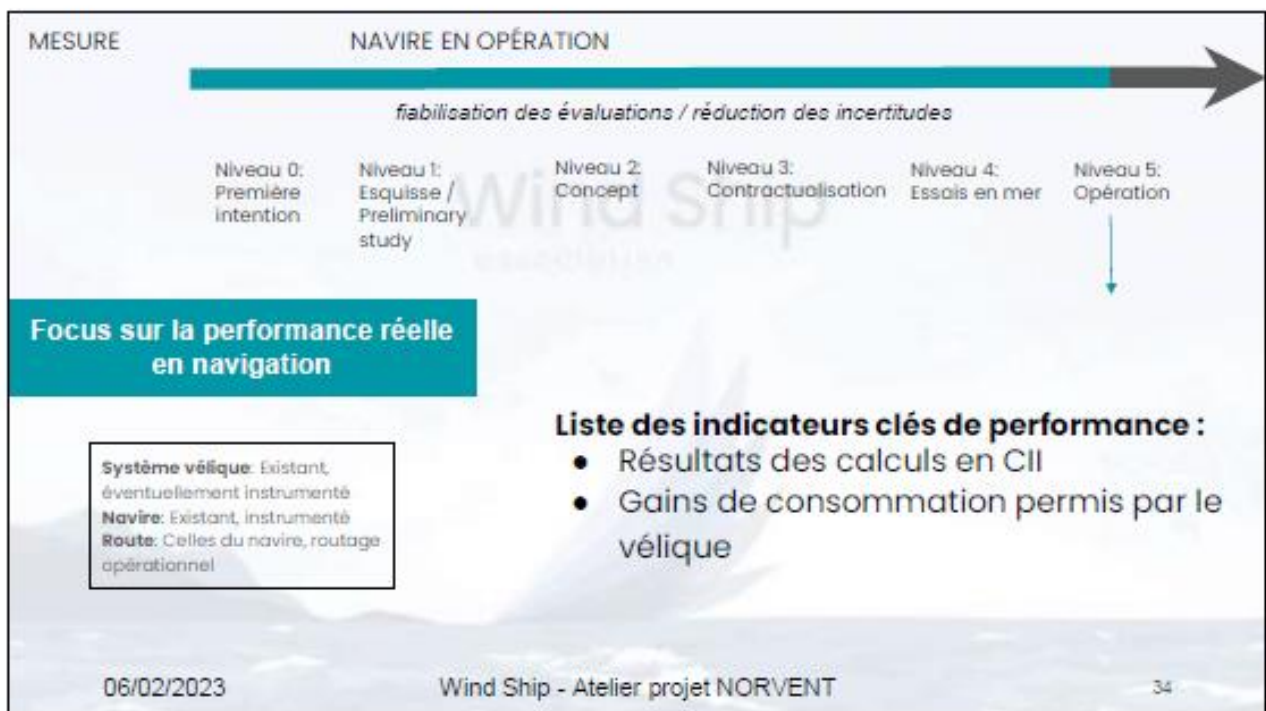 MESURE
NAVIRE EN OPÉRATION
fiabilisation des évaluations / réduction des incertitudes
Niveau 0:
Première
intention
Niveau 1:
Esquisse /
Preliminary
study
Niveau 2:
Concept
Niveau 3:
Contractualisation
Niveau 4:
Essais en mer
Niveau 5:
Opération
Wind Ship
association
Focus sur la performance réelle
en navigation
Système vélique: Existant,
éventuellement instrumenté
Navire: Existant, instrumenté
Route: Celles du navire, routage
opérationnel
Liste des indicateurs clés de performance :
● Résultats des calculs en CII
● Gains de consommation permis par le
vélique
06/02/2023
Wind Ship - Atelier projet NORVENT
34